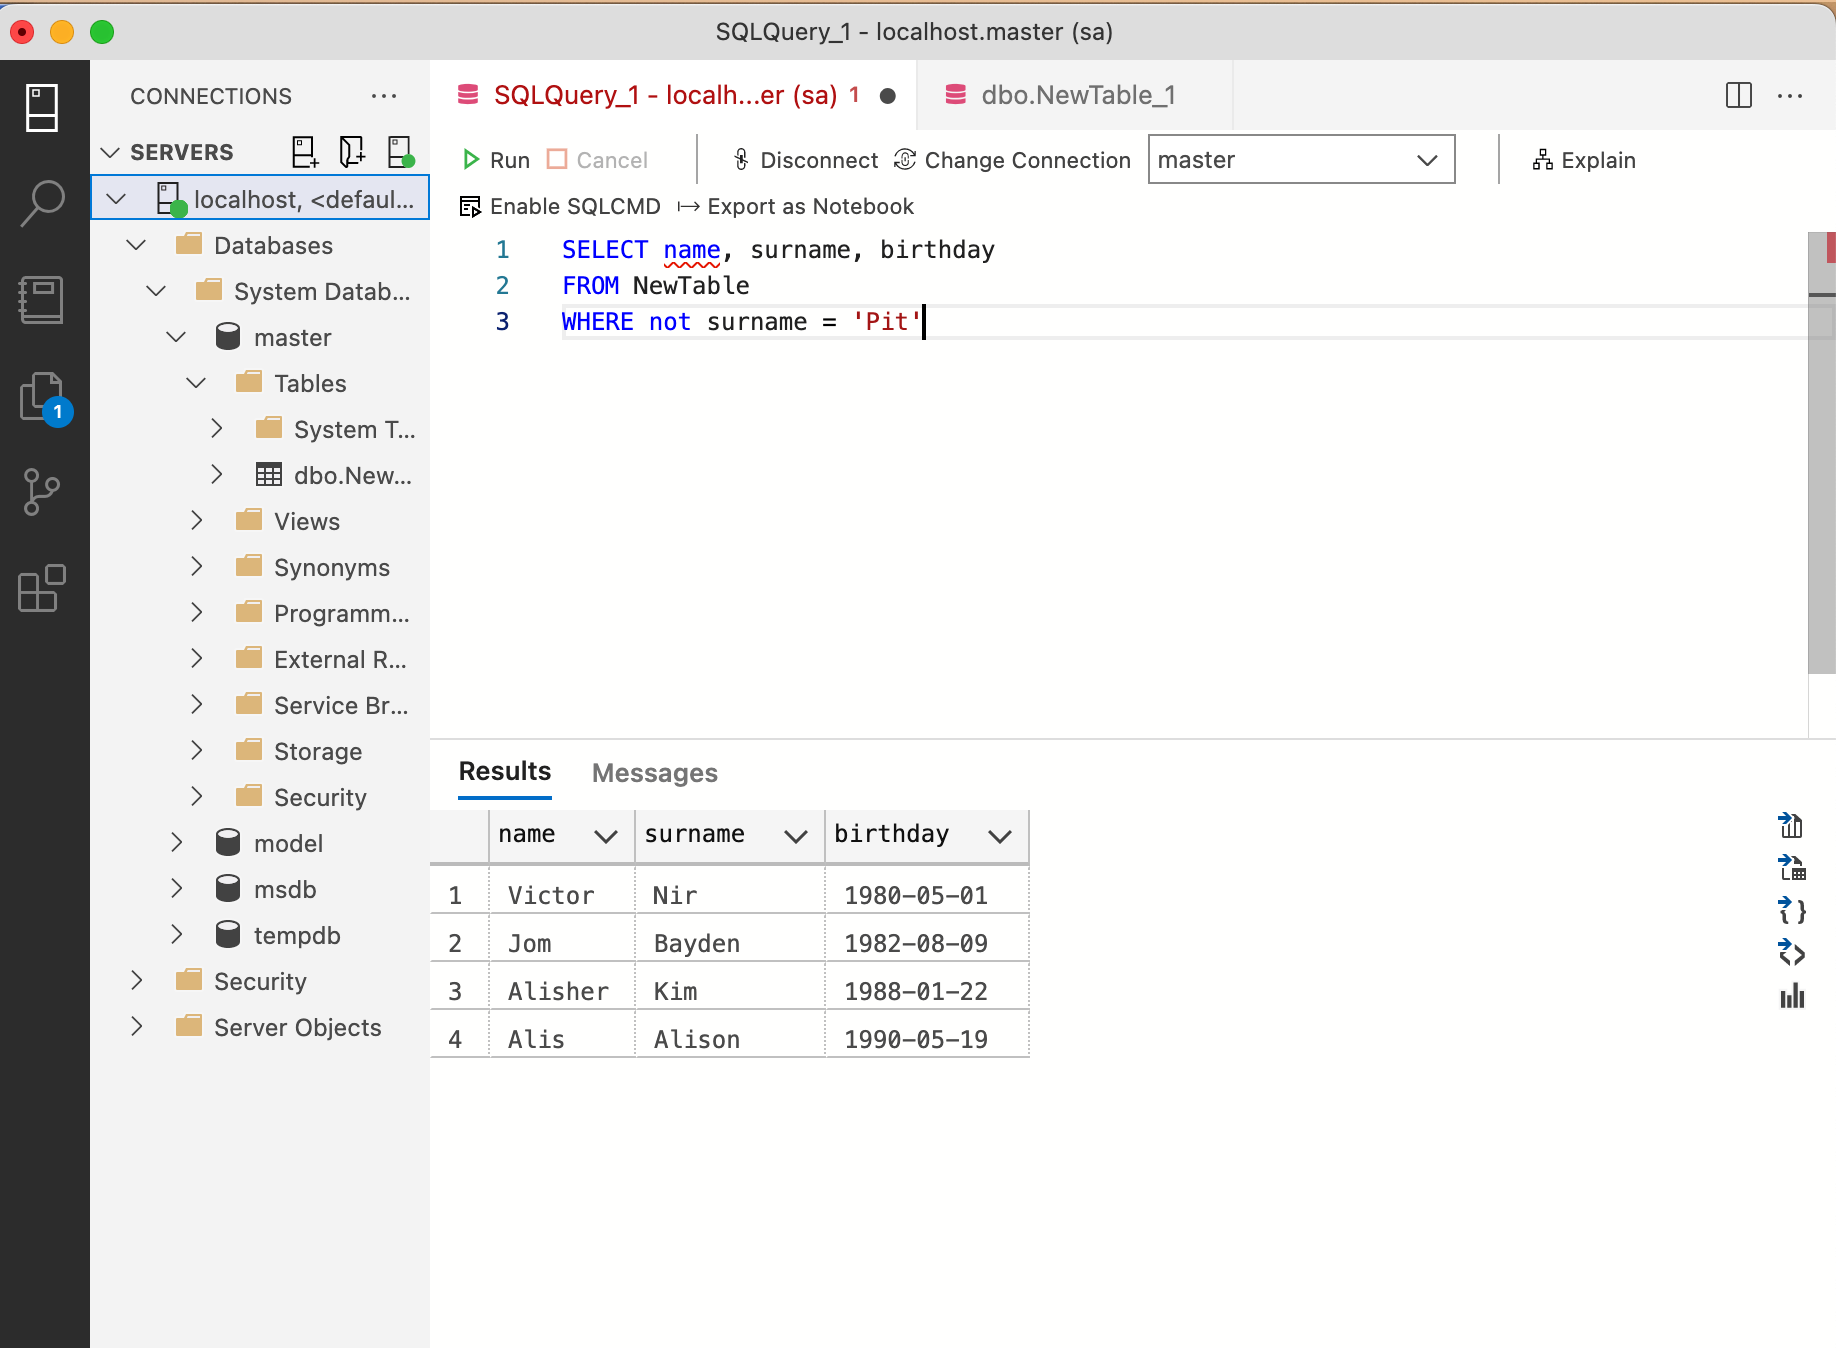 SQLQuery_1 - localhost.master (sa)
CONNECTIONS
SERVERS
localhost, <defaul...
Databases
System Datab...
master
Tables
System T...
dbo.New...
Views
Synonyms
Programm...
External R...
Service Br...
Storage
Security
model
msdb
tempdb
Security
Server Objects
1
SQLQuery_1 - localh...er (sa) 1
dbo.NewTable_1
Run Cancel Disconnect Change Connection master Explain
Enable SQLCMD Export as Notebook
1 SELECT name, surname, birthday
2 FROM NewTable
3 WHERE not surname = 'Pit'
Results Messages
name surname birthday
1 Victor Nir 1980-05-01
2 Jom Bayden 1982-08-09
3 Alisher Kim 1988-01-22
4 Alis Alison 1990-05-19